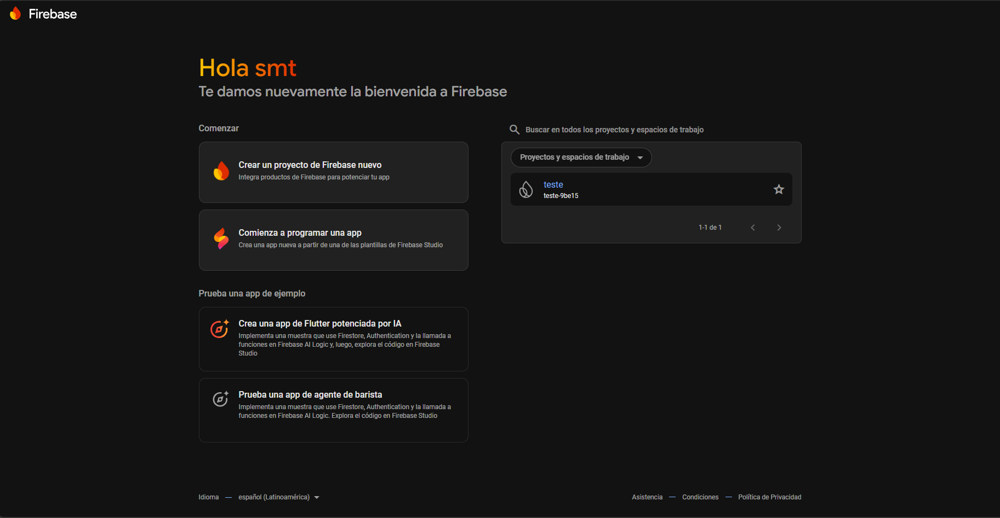 Firebase
Hola smt
Te damos nuevamente la bienvenida a Firebase
Comenzar
Crear un proyecto de Firebase nuevo
Integra productos de Firebase para potenciar tu app
Comienza a programar una app
Crea una app nueva a partir de una de las plantillas de Firebase Studio
Prueba una app de ejemplo
Crea una app de Flutter potenciada por IA
Implementa una muestra que use Firestore, Authentication y la llamada a
funciones en Firebase AI Logic y, luego, explora el código en Firebase
Studio
Prueba una app de agente de barista
Implementa una muestra que use Firestore, Authentication y la llamada a
funciones en Firebase AI Logic. Explora el código en Firebase Studio
Buscar en todos los proyectos y espacios de trabajo
Proyectos y espacios de trabajo
teste
teste-9be15
1-1 de 1
Idioma — español (Latinoamérica)
Asistencia — Condiciones — Política de Privacidad